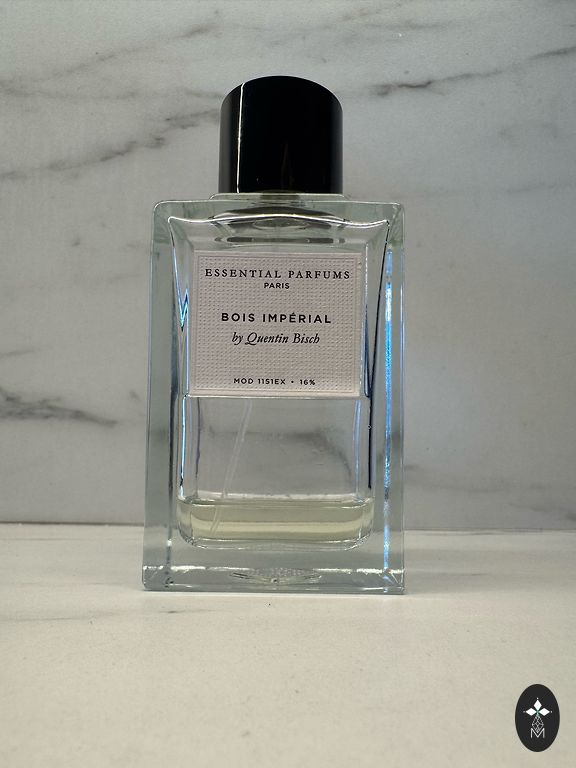 ESSENTIAL PARFUMS
PARIS
BOIS IMPÉRIAL
by Quentin Bisch
MOD 1151EX • 16%
M